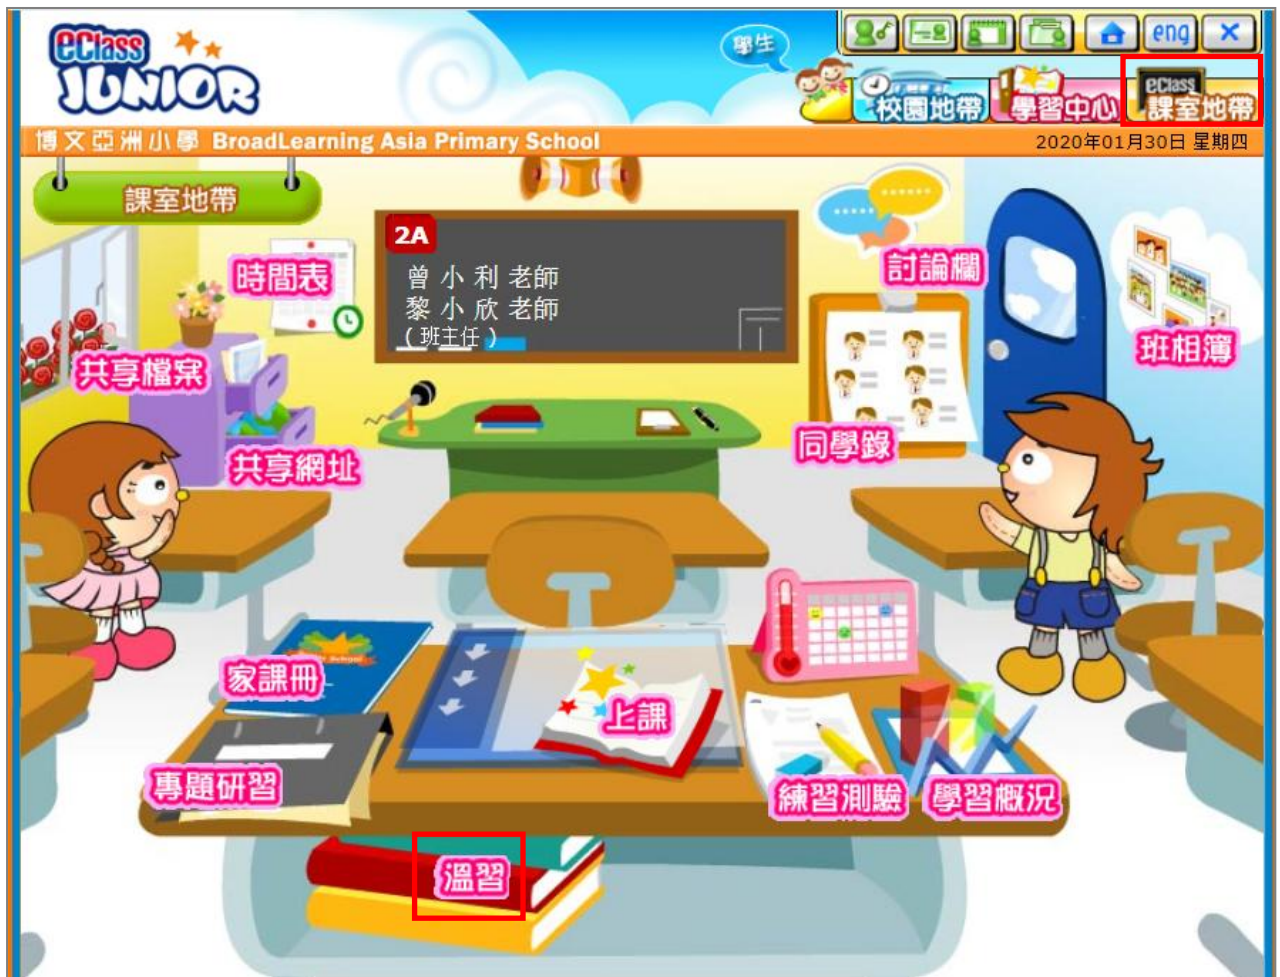 eClass
JUNIOR
學生
eng
校園地帶
學習中心
eClass
課室地帶
博文亞洲小學 BroadLearning Asia Primary School
2020年01月30日 星期四
課室地帶
2A
曾 小 利 老師
黎 小 欣 老師
( 班主任 )
時間表
討論欄
班相簿
共享檔案
同學錄
共享網址
家課冊
上課
專題研習
練習測驗
學習概況
溫習